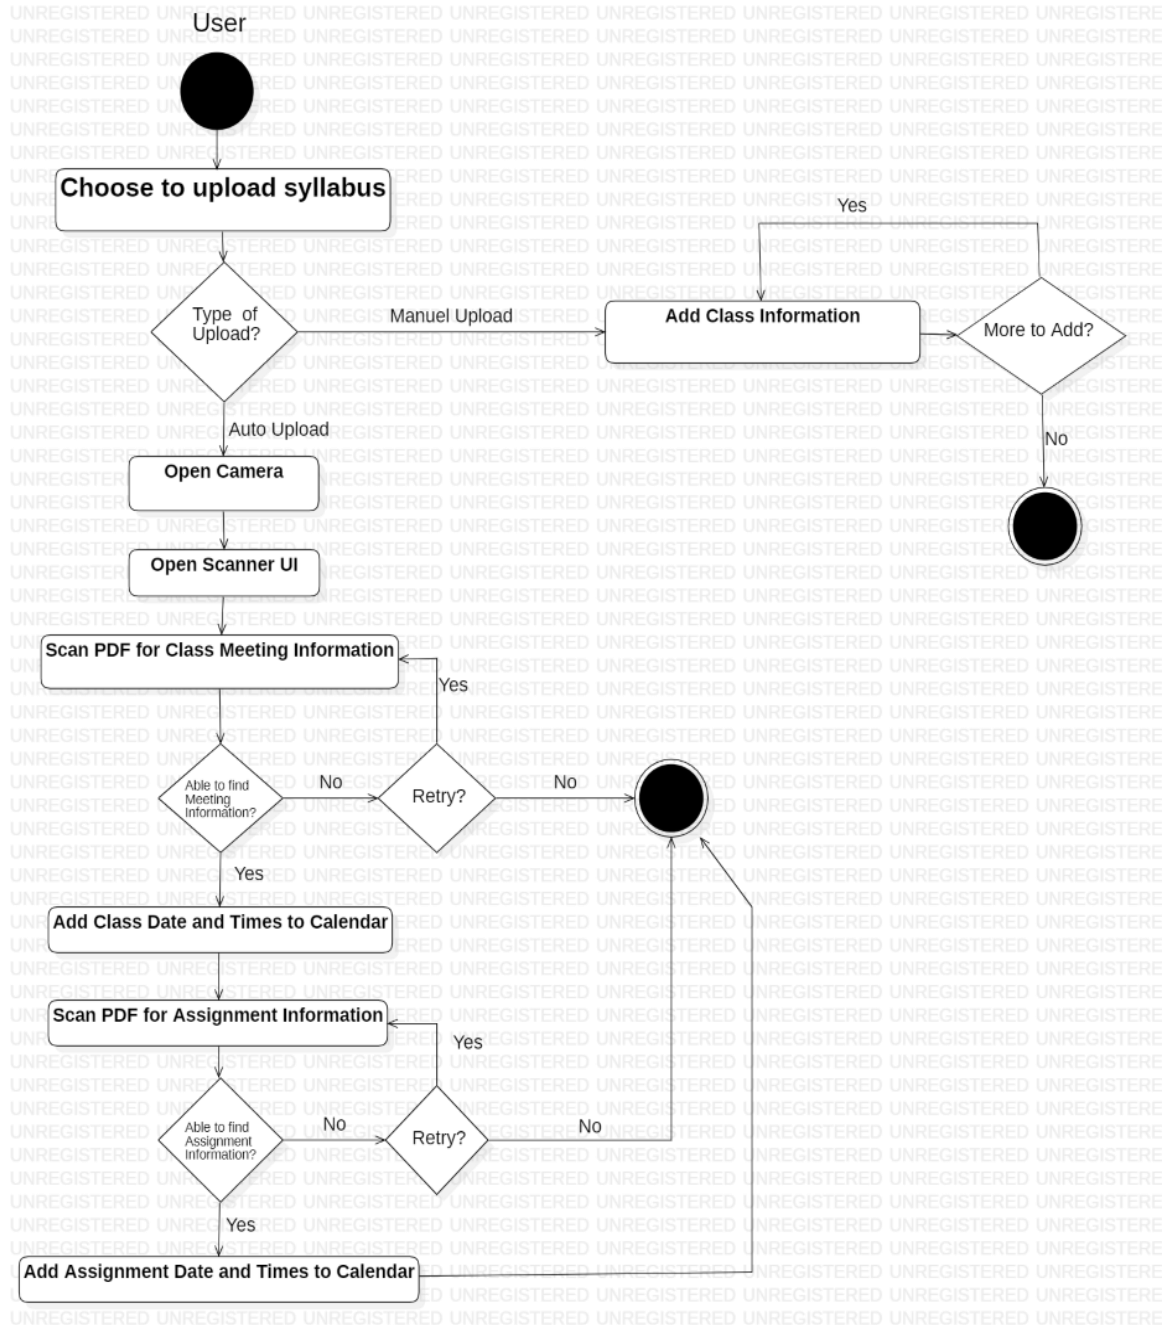 User
Choose to upload syllabus
Type of
Upload?
Manuel Upload
Add Class Information
More to Add?
Yes
No
Auto Upload
Open Camera
Open Scanner UI
Scan PDF for Class Meeting Information
Yes
Able to find
Meeting
Information?
No
Retry?
No
Yes
Add Class Date and Times to Calendar
Scan PDF for Assignment Information
Yes
Able to find
Assignment
Information?
No
Retry?
No
Yes
Add Assignment Date and Times to Calendar
UNREGISTERED